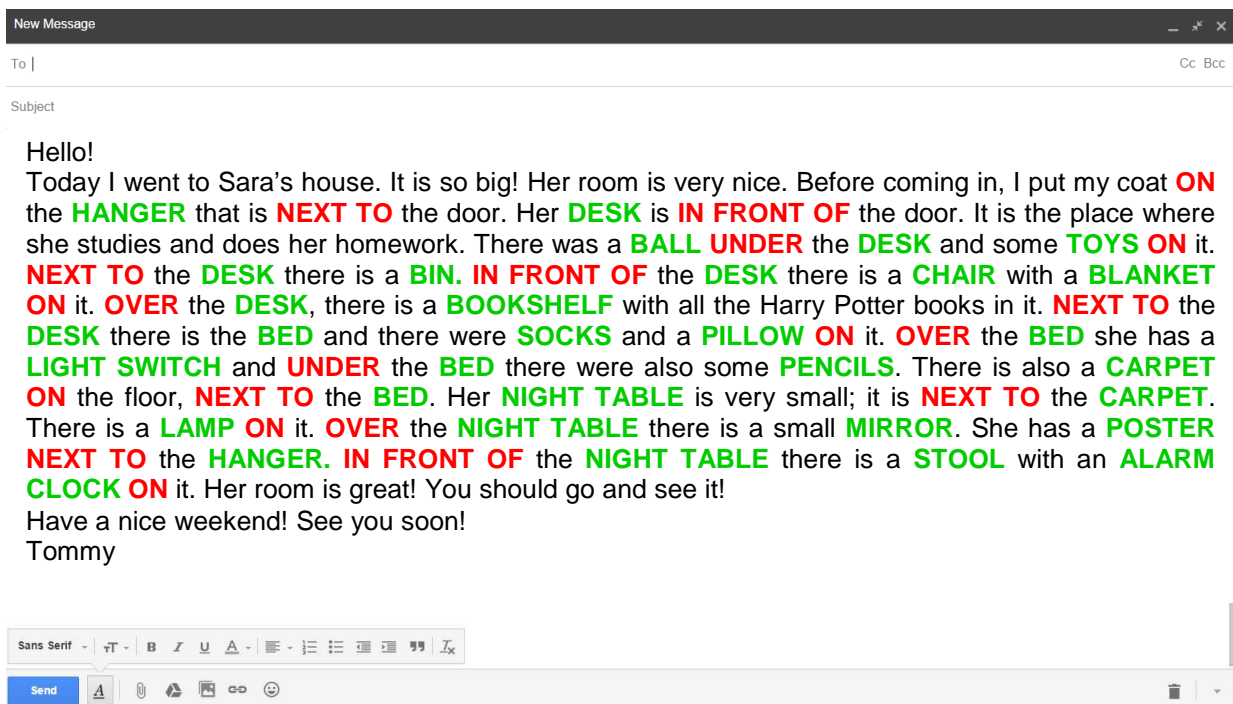 New Message
To
Cc Bcc
Subject
Hello!
Today I went to Sara's house. It is so big! Her room is very nice. Before coming in, I put my coat ON
the HANGER that is NEXT TO the door. Her DESK is IN FRONT OF the door. It is the place where
she studies and does her homework. There was a BALL UNDER the DESK and some TOYS ON it.
NEXT TO the DESK there is a BIN. IN FRONT OF the DESK there is a CHAIR with a BLANKET
ON it. OVER the DESK, there is a BOOKSHELF with all the Harry Potter books in it. NEXT TO the
DESK there is the BED and there were SOCKS and a PILLOW ON it. OVER the BED she has a
LIGHT SWITCH and UNDER the BED there were also some PENCILS. There is also a CARPET
ON the floor, NEXT TO the BED. Her NIGHT TABLE is very small; it is NEXT TO the CARPET.
There is a LAMP ON it. OVER the NIGHT TABLE there is a small MIRROR. She has a POSTER
NEXT TO the HANGER. IN FRONT OF the NIGHT TABLE there is a STOOL with an ALARM
CLOCK ON it. Her room is great! You should go and see it!
Have a nice weekend! See you soon!
Tommy
Sans Serif
Send